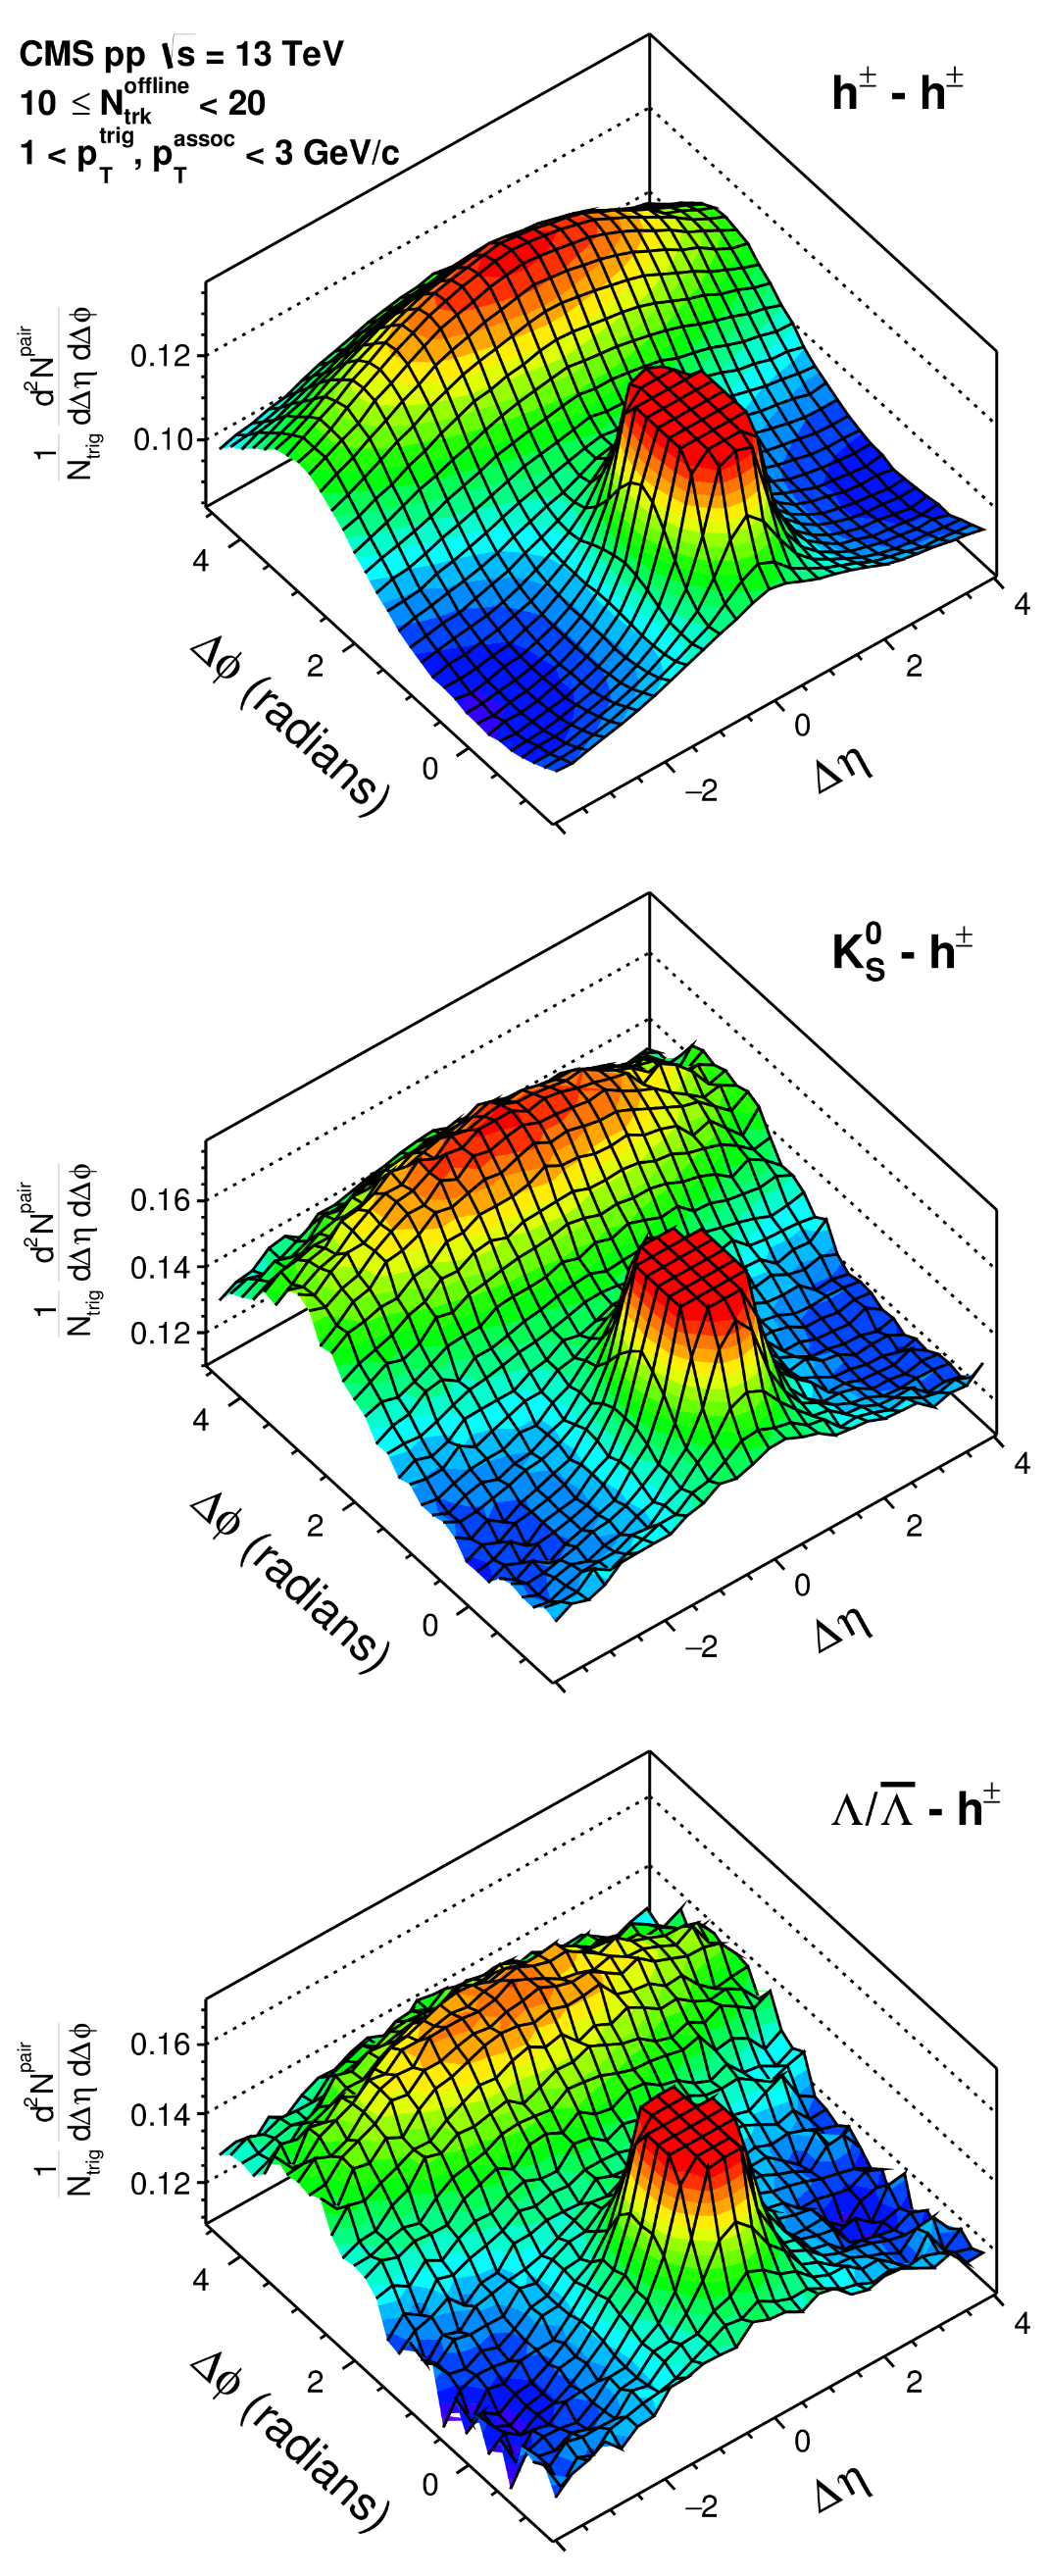 CMS pp √s = 13 TeV
10 ≤ N_trk^offline < 20
1 < p_T^trig, p_T^assoc < 3 GeV/c
h± - h±
1/N_trig d²N^pair/dΔη dΔφ
0.12
0.10
4
2
0
Δφ (radians)
−2
0
2
4
Δη
K_S^0 - h±
1/N_trig d²N^pair/dΔη dΔφ
0.16
0.14
0.12
4
2
0
Δφ (radians)
−2
0
2
4
Δη
Λ/Λ̅ - h±
1/N_trig d²N^pair/dΔη dΔφ
0.16
0.14
0.12
4
2
0
Δφ (radians)
−2
0
2
4
Δη